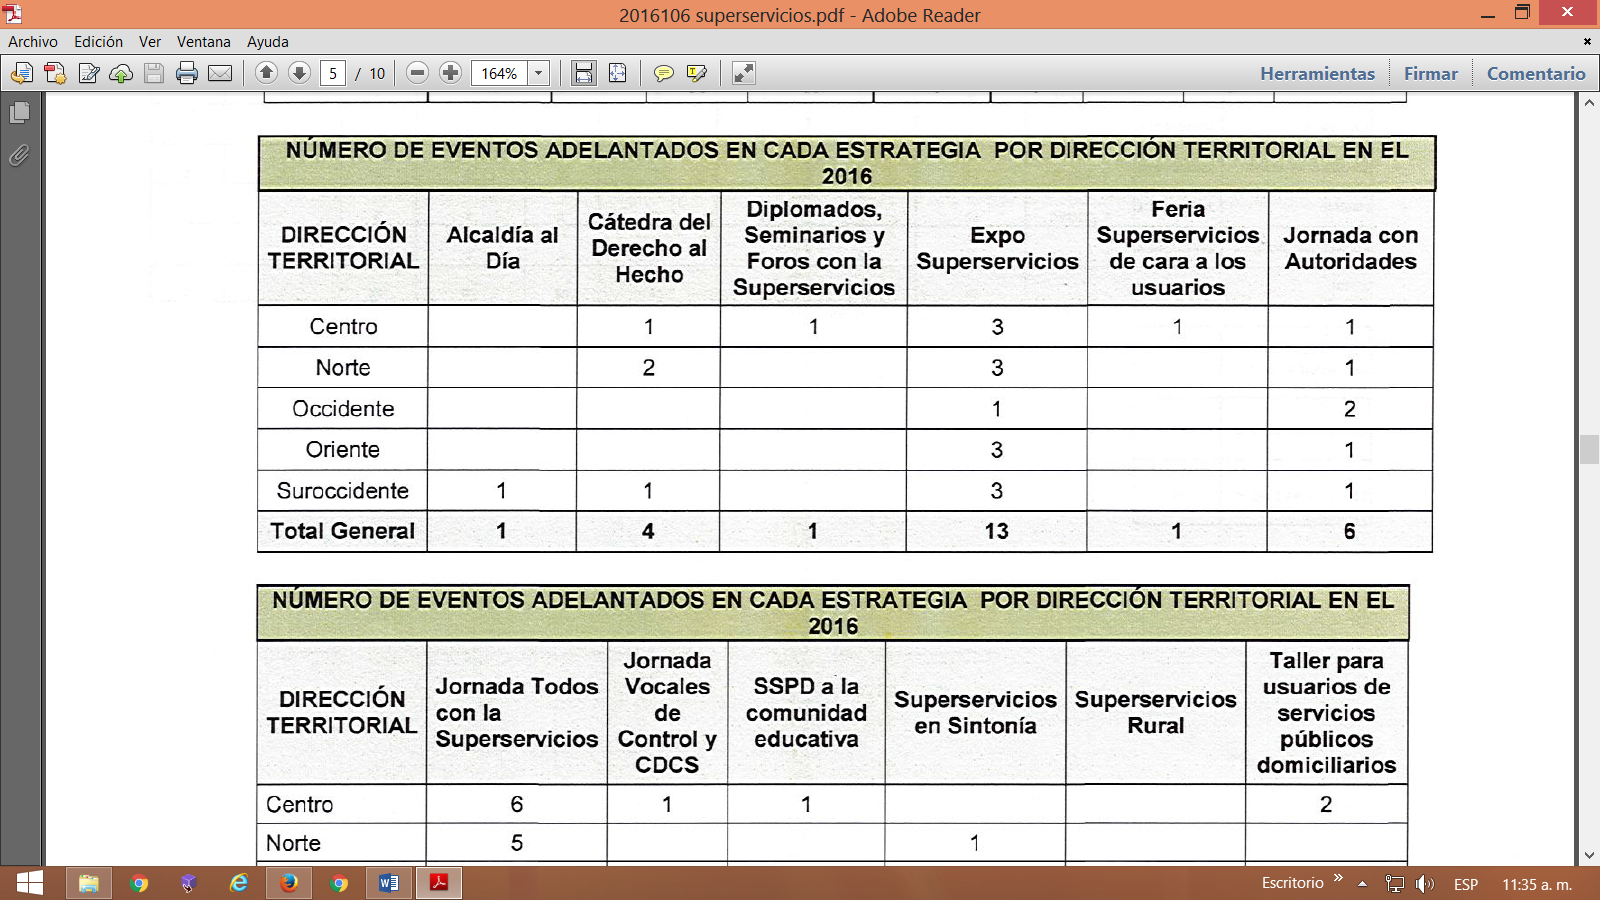 2016106 superservicios.pdf - Adobe Reader
Archivo Edición Ver Ventana Ayuda
5 / 10 164% Herramientas Firmar Comentario
NÚMERO DE EVENTOS ADELANTADOS EN CADA ESTRATEGIA POR DIRECCIÓN TERRITORIAL EN EL
2016
DIRECCIÓN
TERRITORIAL
Alcaldía al
Día
Cátedra del
Derecho al
Hecho
Diplomados,
Seminarios y
Foros con la
Superservicios
Expo
Superservicios
Feria
Superservicios
de cara a los
usuarios
Jornada con
Autoridades
Centro 1 1 3 1 1
Norte 2 3 1
Occidente 1 2
Oriente 3 1
Suroccidente 1 1 3 1
Total General 1 4 1 13 1 6
NÚMERO DE EVENTOS ADELANTADOS EN CADA ESTRATEGIA POR DIRECCIÓN TERRITORIAL EN EL
2016
DIRECCIÓN
TERRITORIAL
Jornada Todos
con la
Superservicios
Jornada
Vocales
de
Control y
CDCS
SSPD a la
comunidad
educativa
Superservicios
en Sintonía
Superservicios
Rural
Taller para
usuarios de
servicios
públicos
domiciliarios
Centro 6 1 1 2
Norte 5 1
Escritorio » ESP 11:35 a. m.